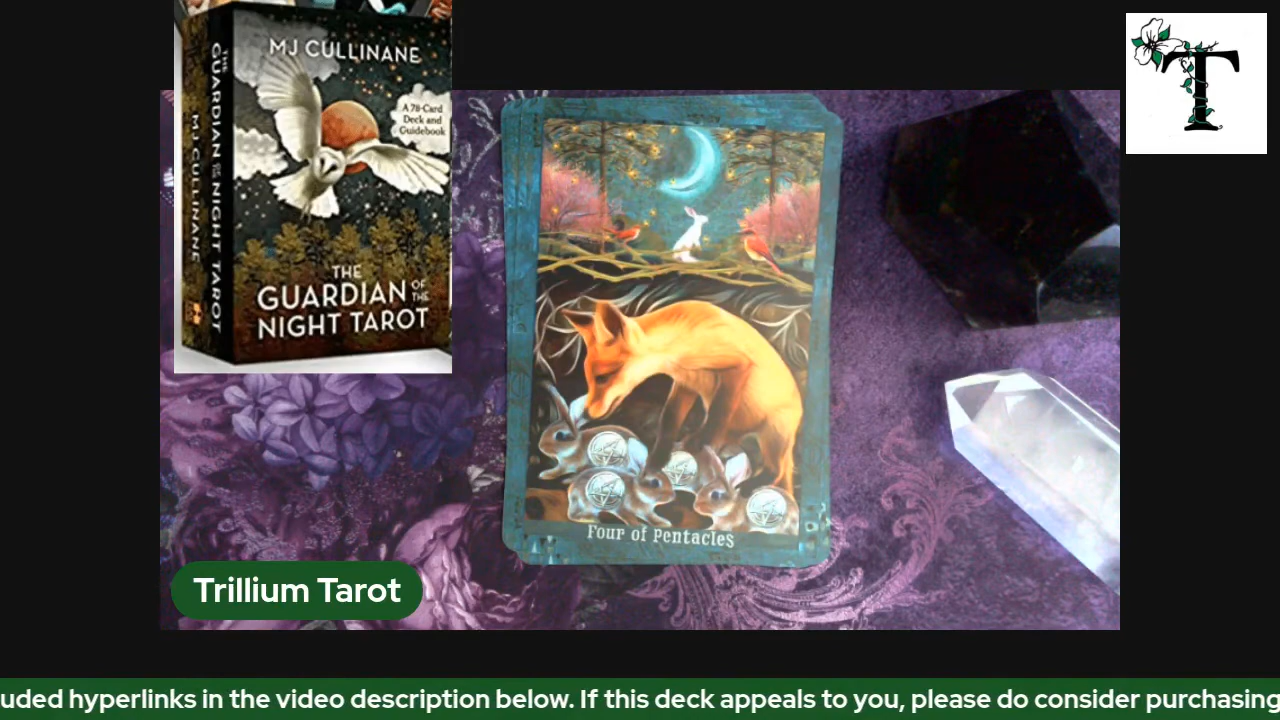 MJ CULLINANE
A 78-Card
Deck and
Guidebook
THE
GUARDIAN OF THE
NIGHT TAROT
THE GUARDIAN OF THE NIGHT TAROT
MJ CULLINANE
T
Four of Pentacles
Trillium Tarot
uded hyperlinks in the video description below. If this deck appeals to you, please do consider purchasing